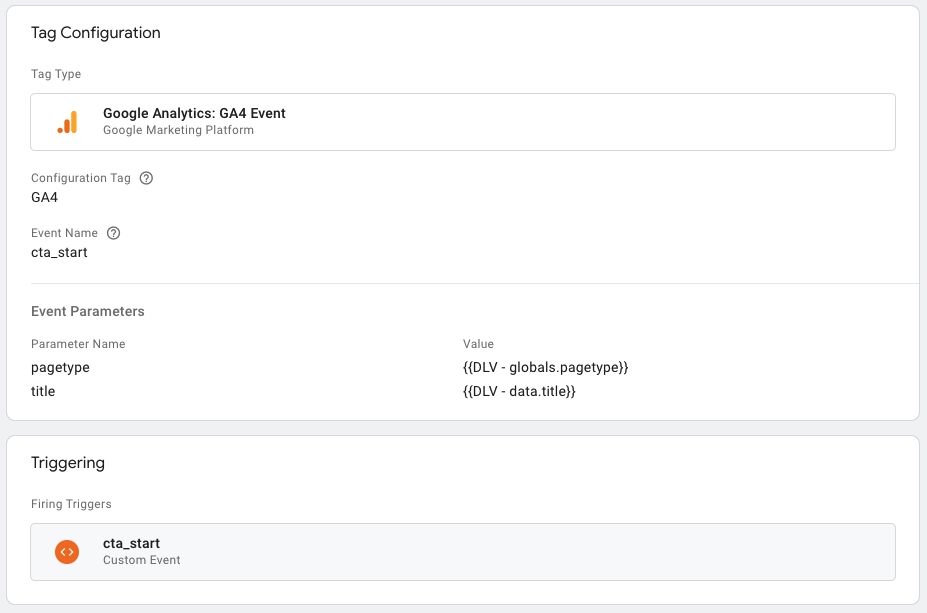 Tag Configuration
Tag Type
Google Analytics: GA4 Event
Google Marketing Platform
Configuration Tag
GA4
Event Name
cta_start
Event Parameters
Parameter Name Value
pagetype {{DLV - globals.pagetype}}
title {{DLV - data.title}}
Triggering
Firing Triggers
cta_start
Custom Event